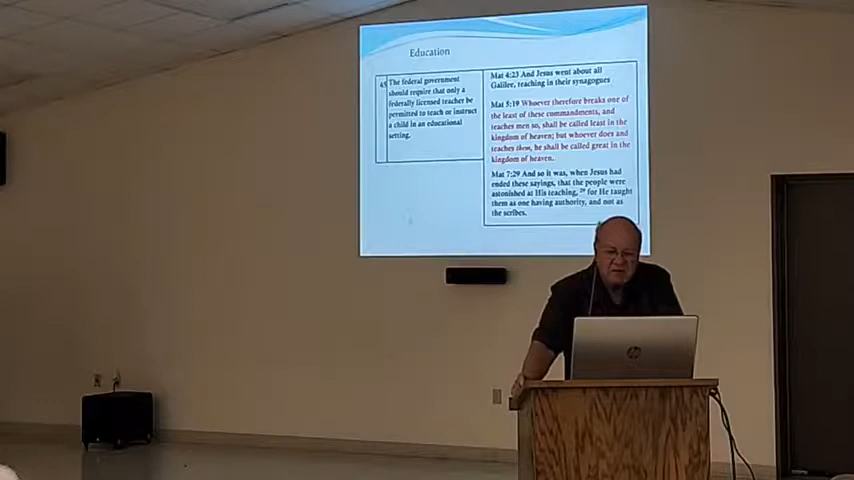 Education
45 The federal government
should require that only a
federally licensed teacher be
permitted to teach or instruct
a child in an educational
setting.
Mat 4:23 And Jesus went about all
Galilee, teaching in their synagogues
Mat 5:19 Whoever therefore breaks one of
the least of these commandments, and
teaches men so, shall be called least in the
kingdom of heaven; but whoever does and
teaches them, he shall be called great in the
kingdom of heaven.
Mat 7:29 And so it was, when Jesus had
ended these sayings, that the people were
astonished at His teaching, 29 for He taught
them as one having authority, and not as
the scribes.
hp